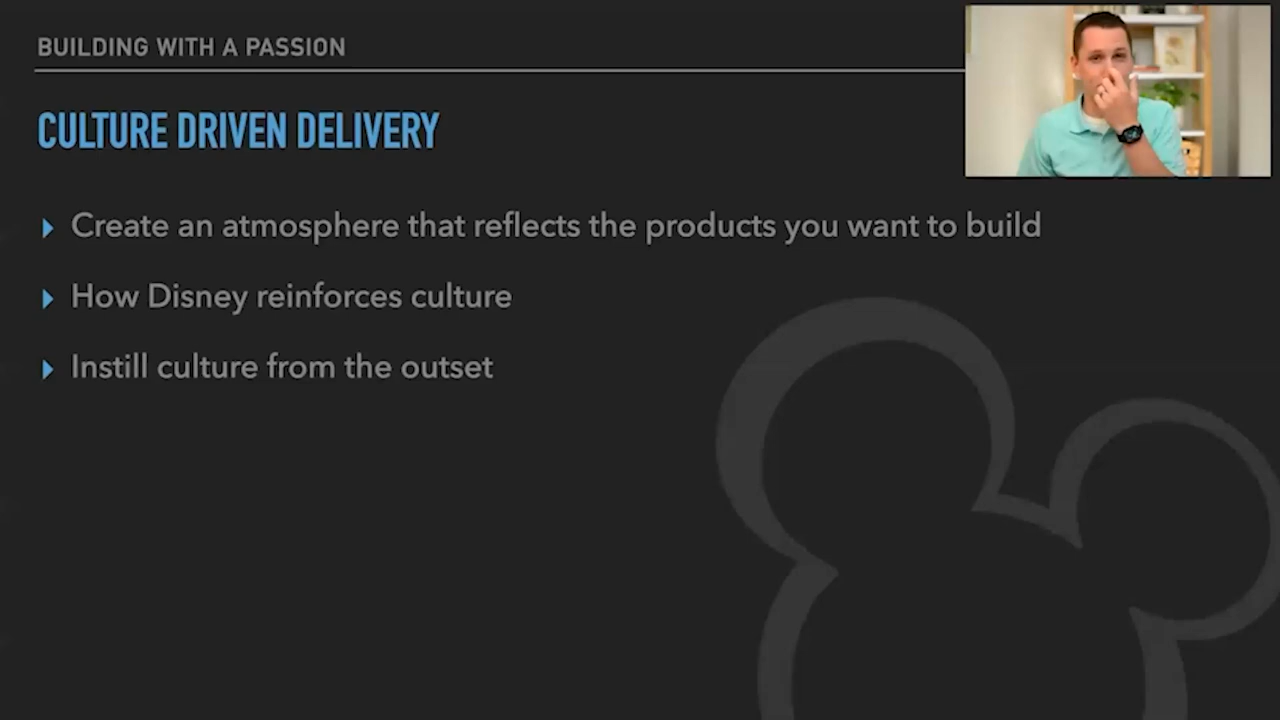 BUILDING WITH A PASSION
CULTURE DRIVEN DELIVERY
Create an atmosphere that reflects the products you want to build
How Disney reinforces culture
Instill culture from the outset